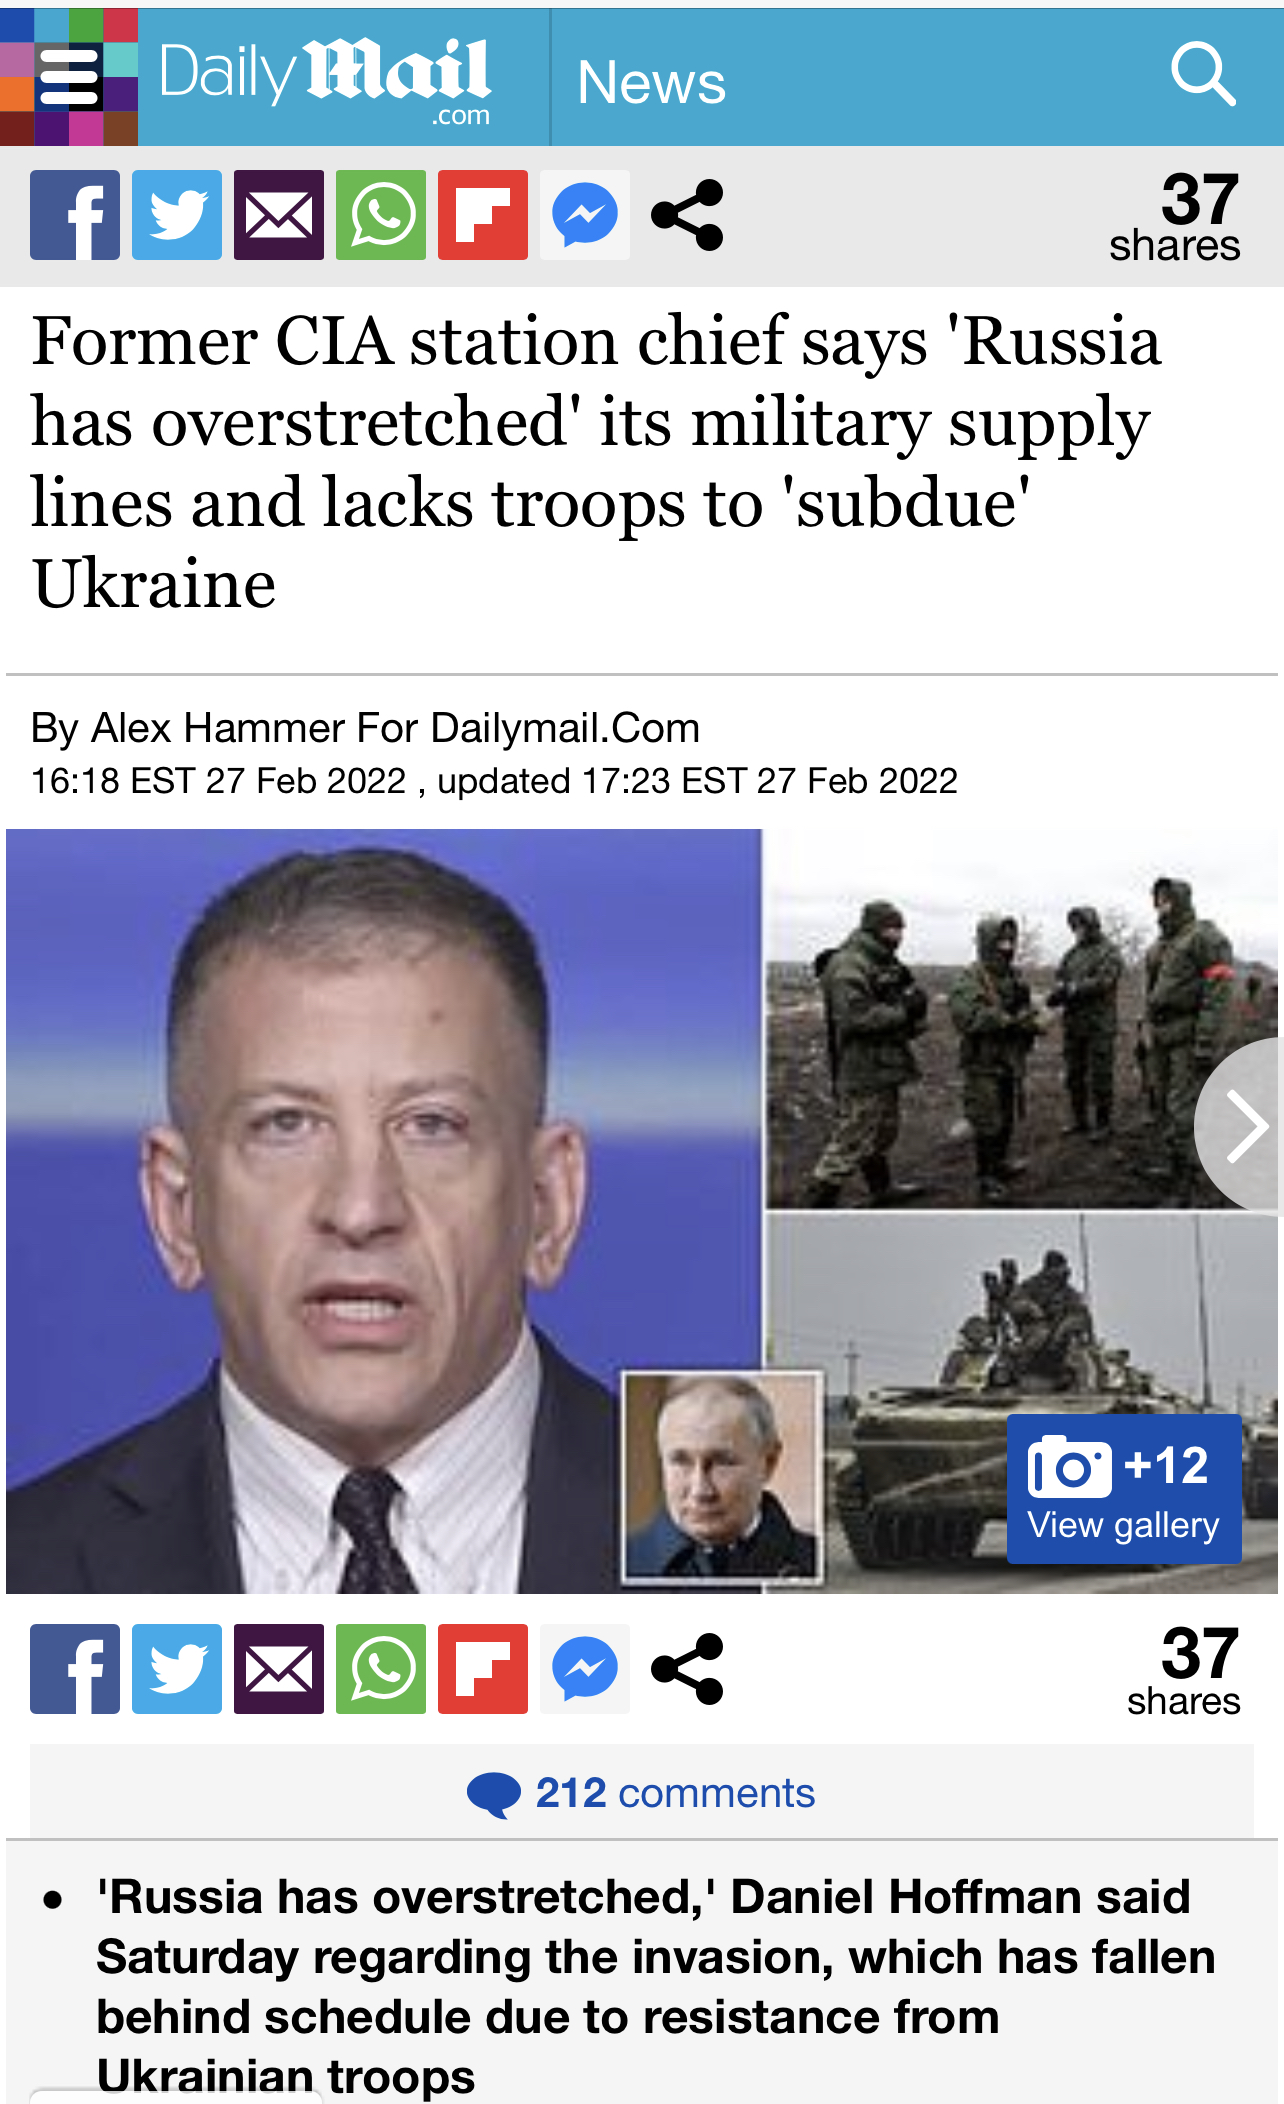 Daily Mail
.com
News
37
shares
Former CIA station chief says 'Russia
has overstretched' its military supply
lines and lacks troops to 'subdue'
Ukraine
By Alex Hammer For Dailymail.Com
16:18 EST 27 Feb 2022 , updated 17:23 EST 27 Feb 2022
+12
View gallery
37
shares
212 comments
• 'Russia has overstretched,' Daniel Hoffman said
Saturday regarding the invasion, which has fallen
behind schedule due to resistance from
Ukrainian troops